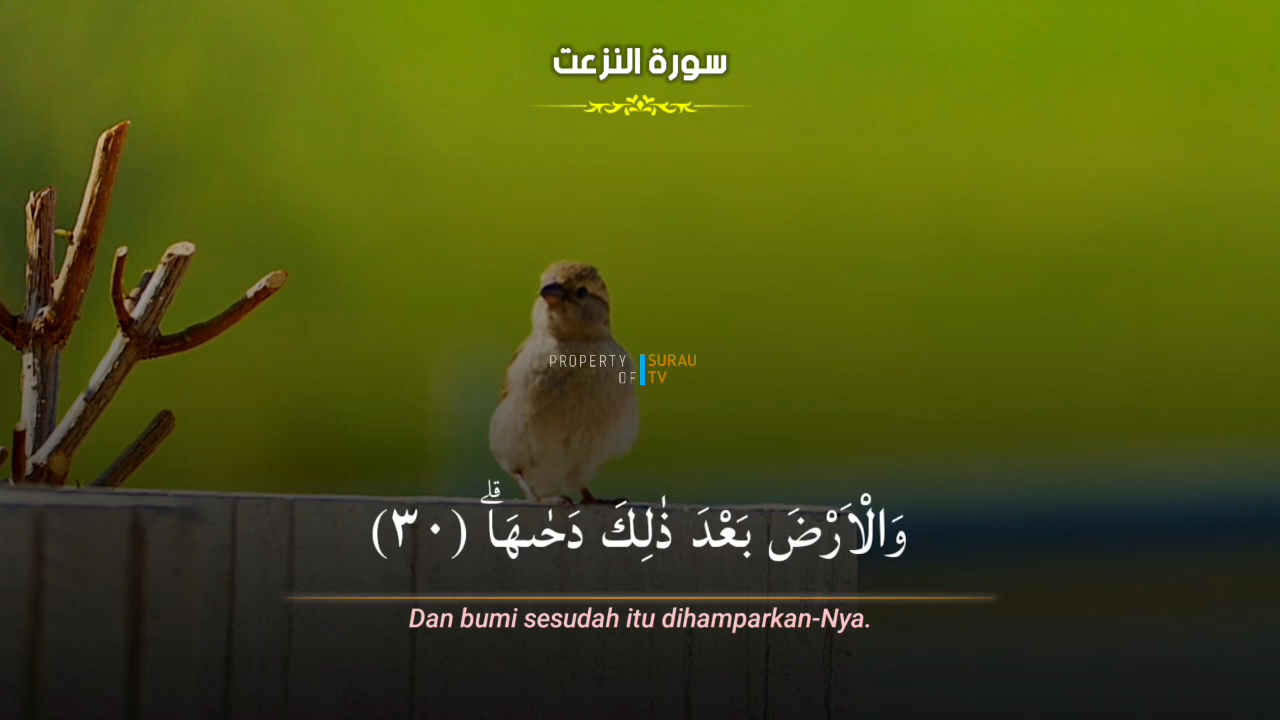 سورة النزعت
PROPERTY OF SURAU TV
وَالْاَرْضَ بَعْدَ ذٰلِكَ دَحٰىهَاۗ (٣٠)
Dan bumi sesudah itu dihamparkan-Nya.